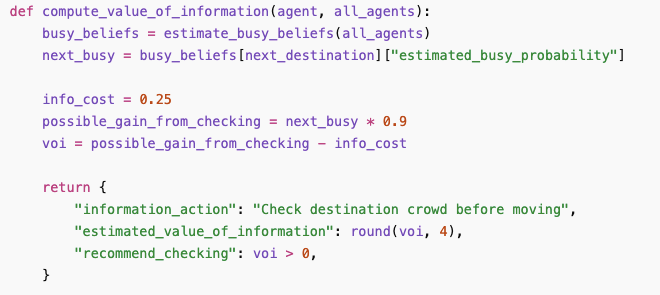 def compute_value_of_information(agent, all_agents):
    busy_beliefs = estimate_busy_beliefs(all_agents)
    next_busy = busy_beliefs[next_destination]["estimated_busy_probability"]

    info_cost = 0.25
    possible_gain_from_checking = next_busy * 0.9
    voi = possible_gain_from_checking - info_cost

    return {
        "information_action": "Check destination crowd before moving",
        "estimated_value_of_information": round(voi, 4),
        "recommend_checking": voi > 0,
    }